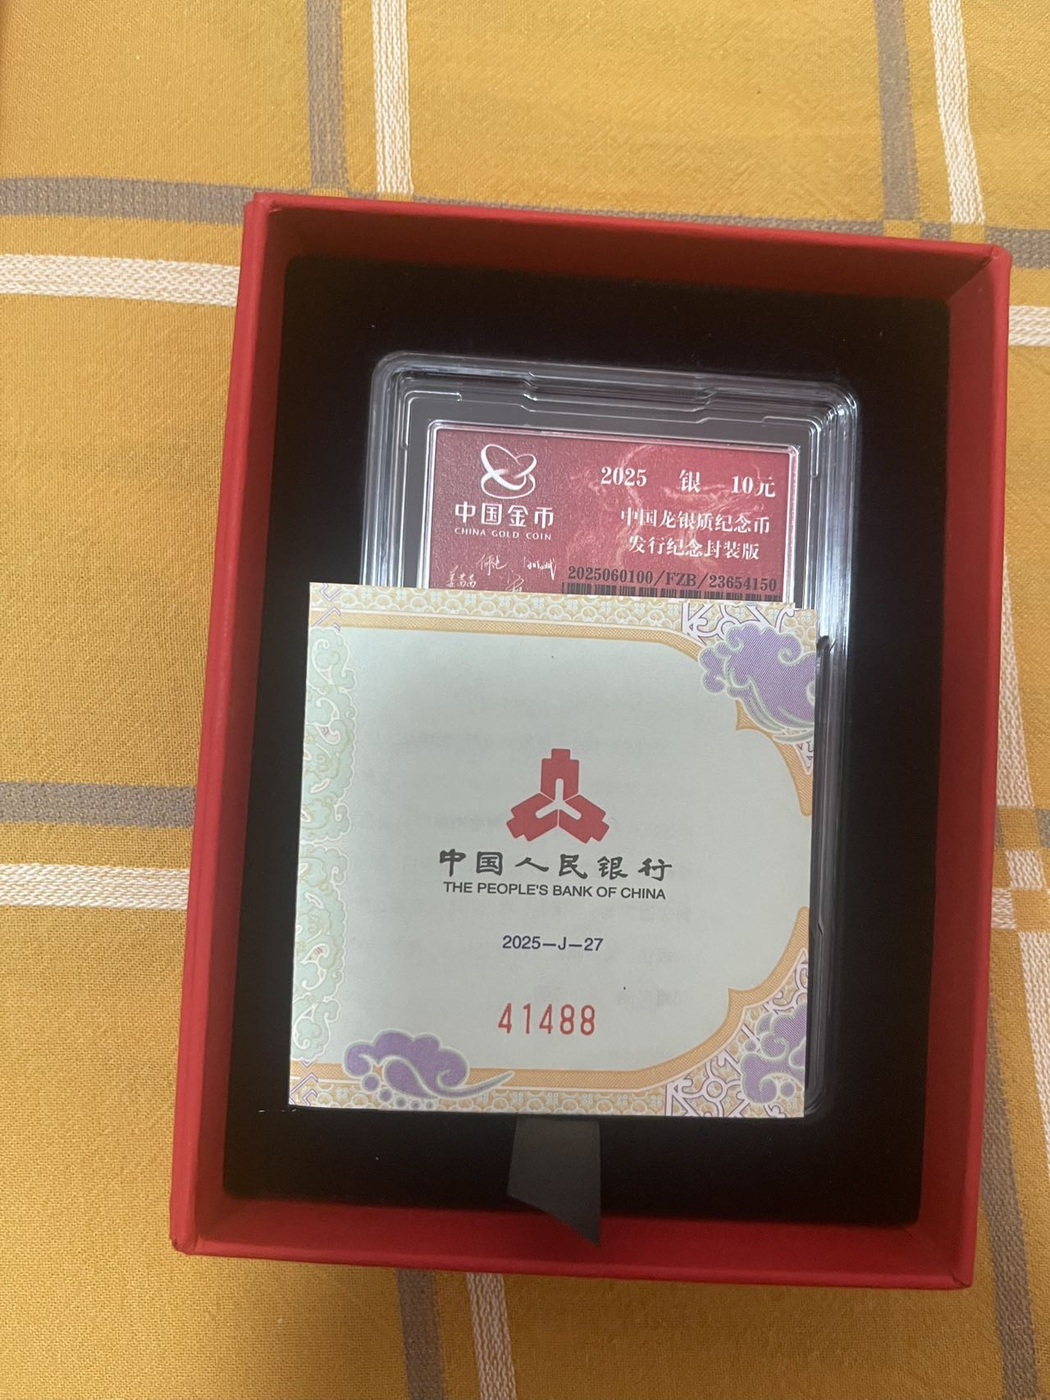 2025 银 10元
中国金币
CHINA GOLD COIN
中国龙银质纪念币
发行纪念封装版
2025060100/FZB/23654150
中国人民银行
THE PEOPLE'S BANK OF CHINA
2025-J-27
41488